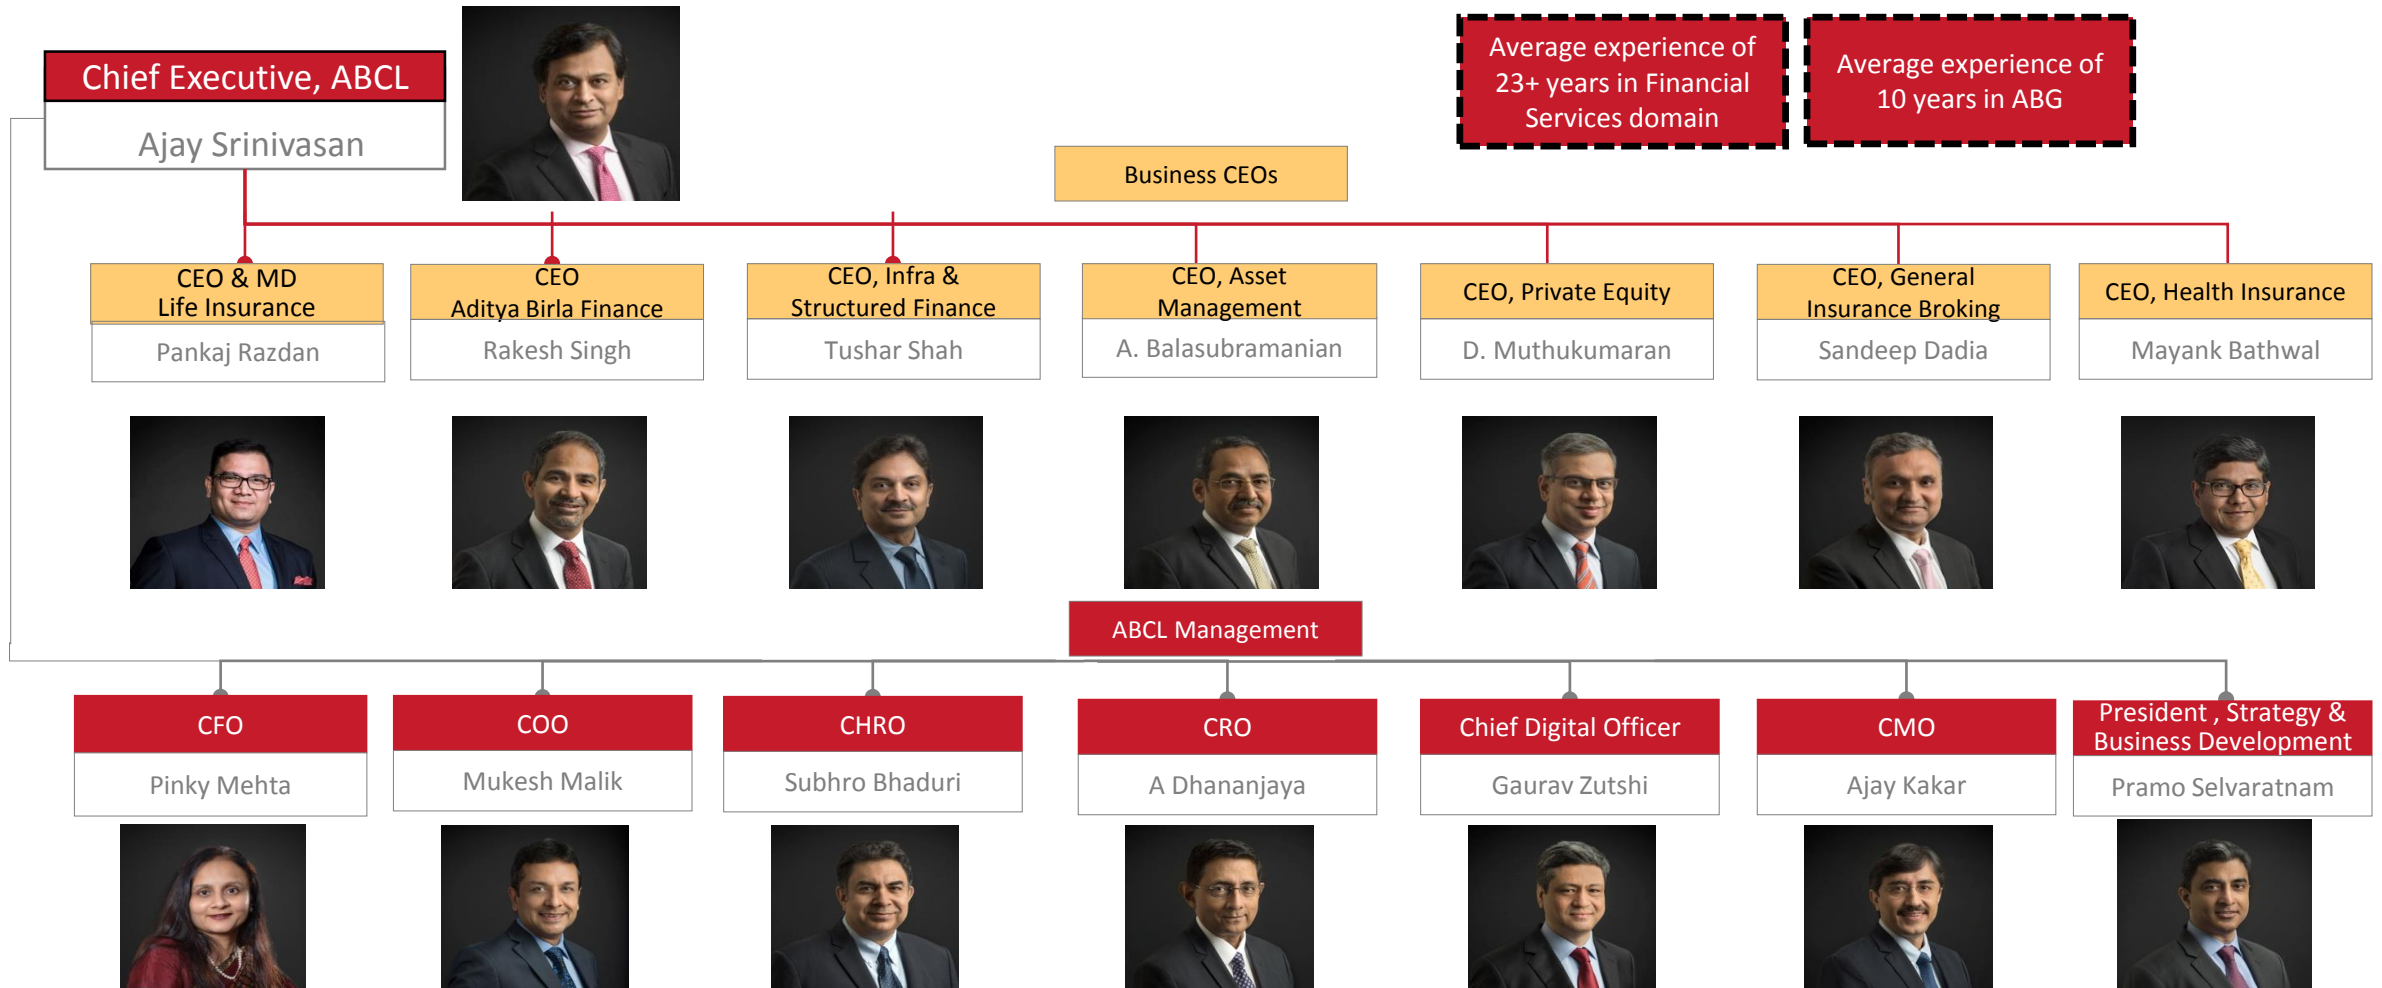 Chief Executive, ABCL
Ajay Srinivasan
Average experience of
23+ years in Financial
Services domain
Average experience of
10 years in ABG
Business CEOs
CEO & MD
Life Insurance
Pankaj Razdan
CEO
Aditya Birla Finance
Rakesh Singh
CEO, Infra &
Structured Finance
Tushar Shah
CEO, Asset
Management
A. Balasubramanian
CEO, Private Equity
D. Muthukumaran
CEO, General
Insurance Broking
Sandeep Dadia
CEO, Health Insurance
Mayank Bathwal
ABCL Management
CFO
Pinky Mehta
COO
Mukesh Malik
CHRO
Subhro Bhaduri
CRO
A Dhananjaya
Chief Digital Officer
Gaurav Zutshi
CMO
Ajay Kakar
President , Strategy &
Business Development
Pramo Selvaratnam